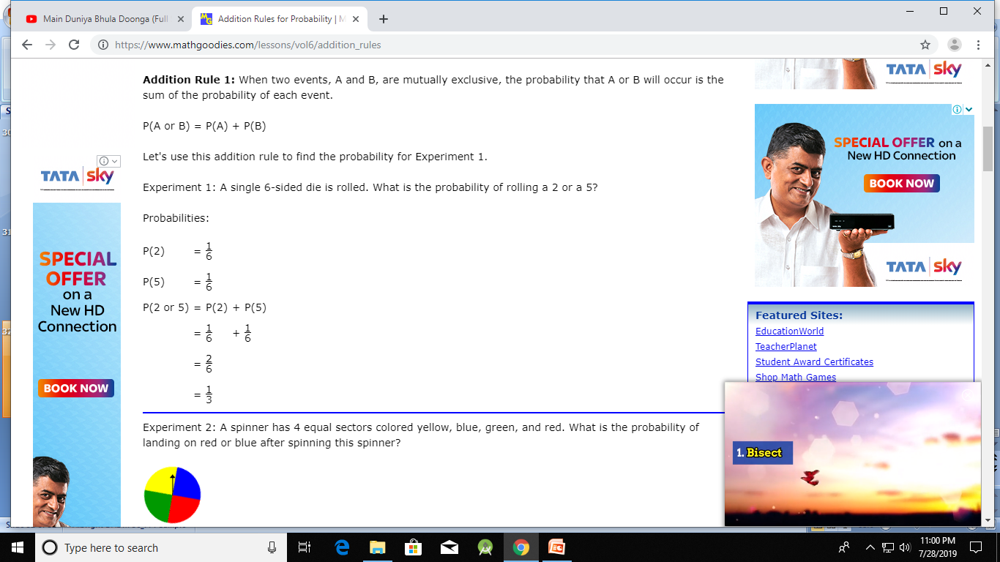 Main Duniya Bhula Doonga (Full
Addition Rules for Probability | M
https://www.mathgoodies.com/lessons/vol6/addition_rules
Addition Rule 1: When two events, A and B, are mutually exclusive, the probability that A or B will occur is the
sum of the probability of each event.
P(A or B) = P(A) + P(B)
Let's use this addition rule to find the probability for Experiment 1.
Experiment 1: A single 6-sided die is rolled. What is the probability of rolling a 2 or a 5?
Probabilities:
P(2) = 1/6
P(5) = 1/6
P(2 or 5) = P(2) + P(5)
= 1/6 + 1/6
= 2/6
= 1/3
Experiment 2: A spinner has 4 equal sectors colored yellow, blue, green, and red. What is the probability of
landing on red or blue after spinning this spinner?
TATA sky
SPECIAL
OFFER
on a
New HD
Connection
BOOK NOW
TATA sky
SPECIAL OFFER on a
New HD Connection
BOOK NOW
TATA sky
Featured Sites:
EducationWorld
TeacherPlanet
Student Award Certificates
Shop Math Games
1. Bisect
30
31
32
Type here to search
11:00 PM
7/28/2019